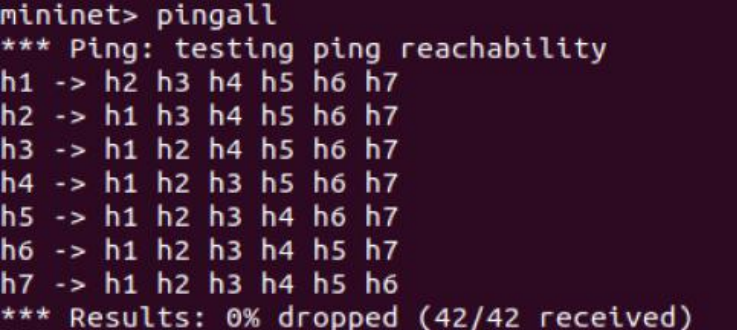 mininet> pingall
*** Ping: testing ping reachability
h1 -> h2 h3 h4 h5 h6 h7
h2 -> h1 h3 h4 h5 h6 h7
h3 -> h1 h2 h4 h5 h6 h7
h4 -> h1 h2 h3 h5 h6 h7
h5 -> h1 h2 h3 h4 h6 h7
h6 -> h1 h2 h3 h4 h5 h7
h7 -> h1 h2 h3 h4 h5 h6
*** Results: 0% dropped (42/42 received)